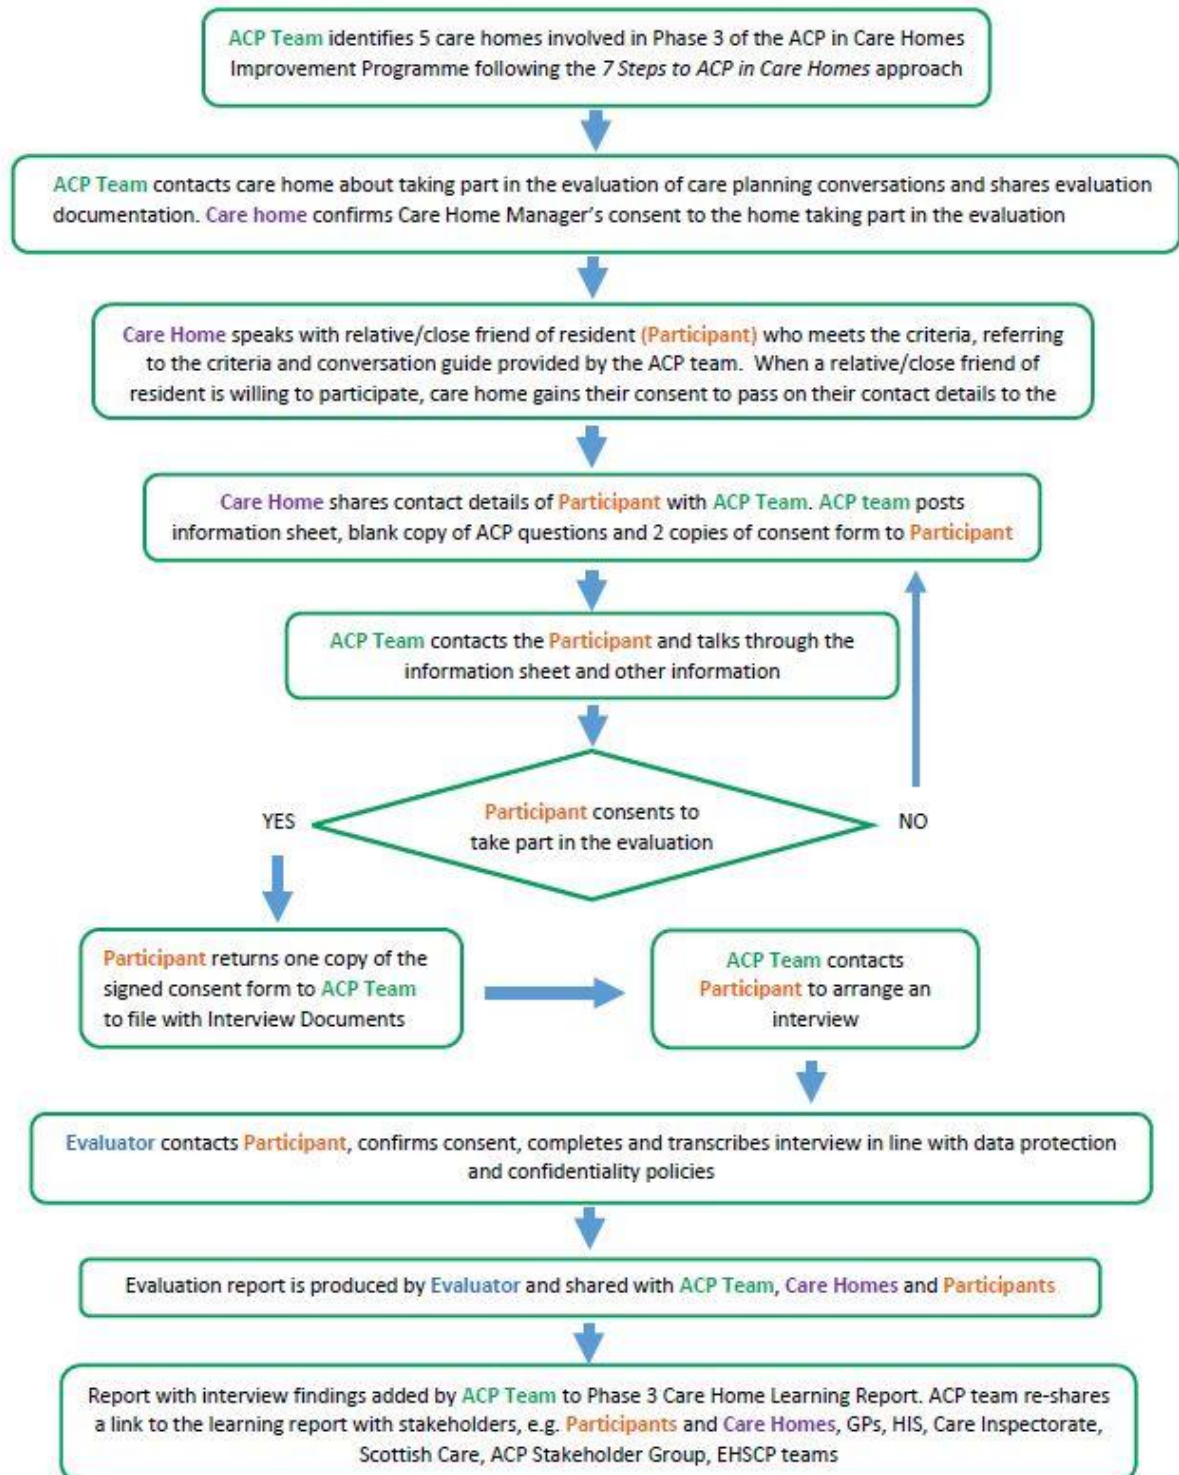 ACP Team identifies 5 care homes involved in Phase 3 of the ACP in Care Homes
Improvement Programme following the 7 Steps to ACP in Care Homes approach
ACP Team contacts care home about taking part in the evaluation of care planning conversations and shares evaluation
documentation. Care home confirms Care Home Manager's consent to the home taking part in the evaluation
Care Home speaks with relative/close friend of resident (Participant) who meets the criteria, referring
to the criteria and conversation guide provided by the ACP team. When a relative/close friend of
resident is willing to participate, care home gains their consent to pass on their contact details to the
Care Home shares contact details of Participant with ACP Team. ACP team posts
information sheet, blank copy of ACP questions and 2 copies of consent form to Participant
ACP Team contacts the Participant and talks through the
information sheet and other information
Participant consents to
take part in the evaluation
YES
NO
Participant returns one copy of the
signed consent form to ACP Team
to file with Interview Documents
ACP Team contacts
Participant to arrange an
interview
Evaluator contacts Participant, confirms consent, completes and transcribes interview in line with data protection
and confidentiality policies
Evaluation report is produced by Evaluator and shared with ACP Team, Care Homes and Participants
Report with interview findings added by ACP Team to Phase 3 Care Home Learning Report. ACP team re-shares
a link to the learning report with stakeholders, e.g. Participants and Care Homes, GPs, HIS, Care Inspectorate,
Scottish Care, ACP Stakeholder Group, EHSCP teams